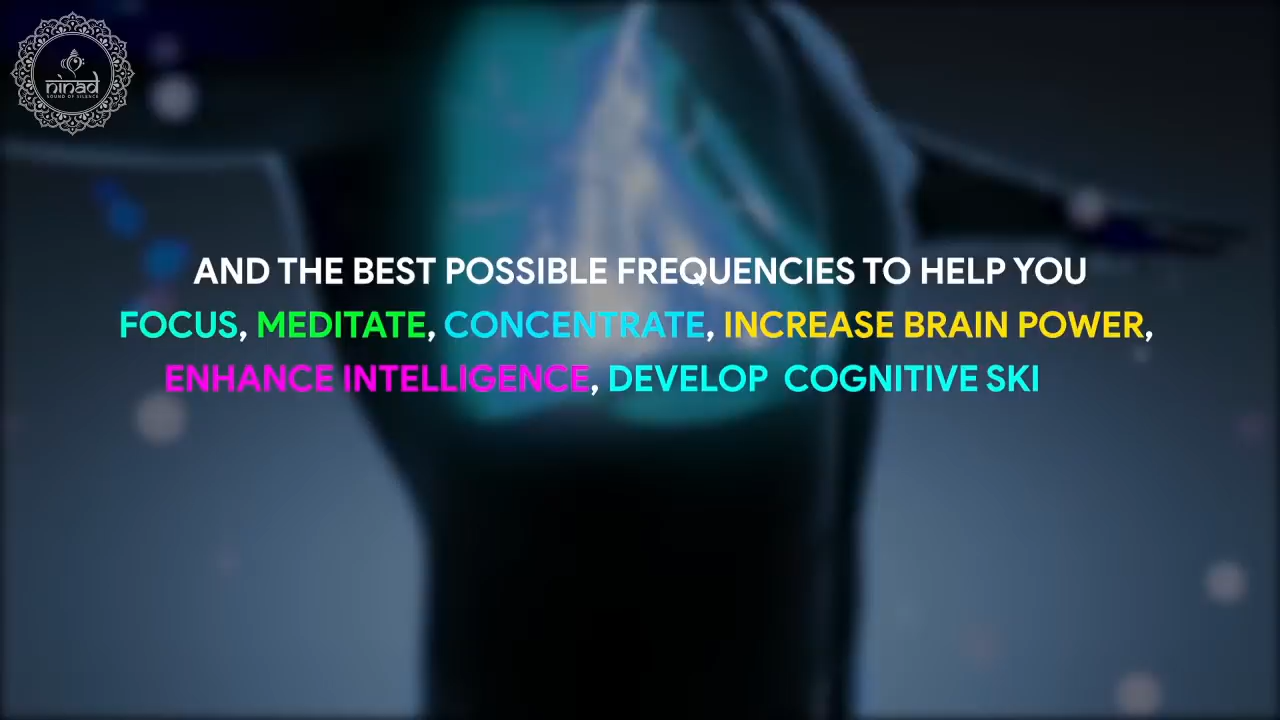 ninad
SOUND OF SILENCE
AND THE BEST POSSIBLE FREQUENCIES TO HELP YOU
FOCUS, MEDITATE, CONCENTRATE, INCREASE BRAIN POWER,
ENHANCE INTELLIGENCE, DEVELOP COGNITIVE SKI